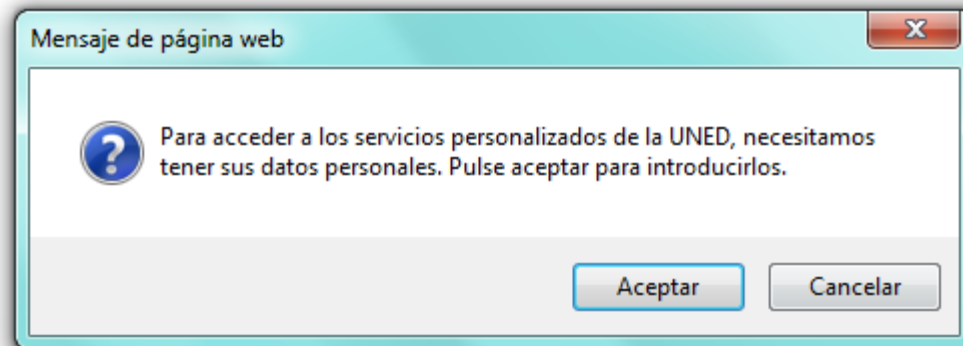 Mensaje de página web
Para acceder a los servicios personalizados de la UNED, necesitamos
tener sus datos personales. Pulse aceptar para introducirlos.
Aceptar
Cancelar